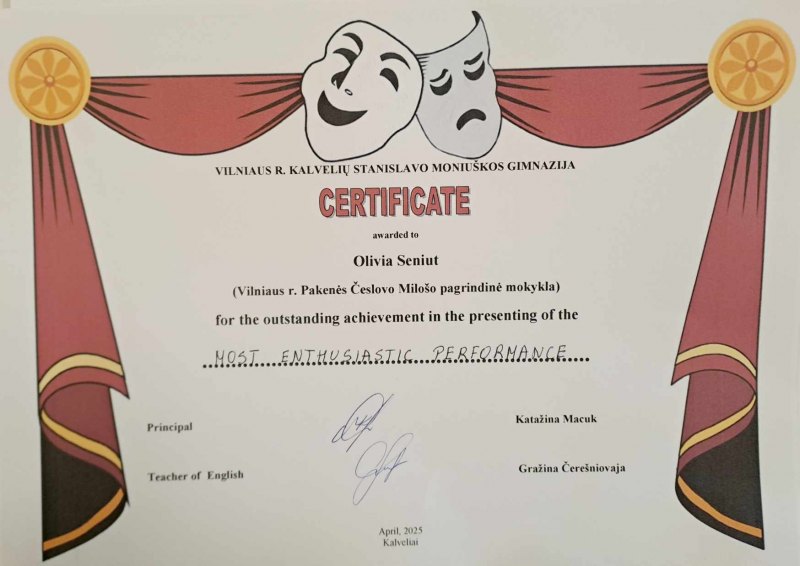 VILNIAUS R. KALVELIŲ STANISLAVO MONIUŠKOS GIMNAZIJA
CERTIFICATE
awarded to
Olivia Seniut
(Vilniaus r. Pakenės Česlovo Milošo pagrindinė mokykla)
for the outstanding achievement in the presenting of the
MOST ENTHUSIASTIC PERFORMANCE
Principal Katažina Macuk
Teacher of English Gražina Čerešniovaja
April, 2025
Kalveliai